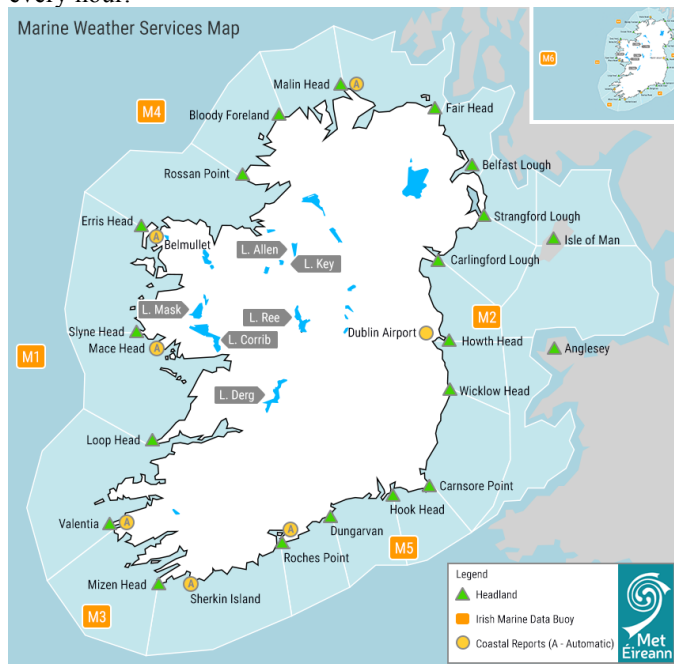 every hour.
Marine Weather Services Map
M6
Malin Head
A
M4
Bloody Foreland
Fair Head
Rossan Point
Belfast Lough
Erris Head
Strangford Lough
A
Belmullet
L. Allen
Isle of Man
L. Key
Carlingford Lough
L. Mask
L. Ree
M2
Slyne Head
Dublin Airport
L. Corrib
Howth Head
Mace Head
A
Anglesey
M1
L. Derg
Wicklow Head
Loop Head
Carnsore Point
Hook Head
Valentia
A
A
Dungarvan
Roches Point
M5
Mizen Head
A
Sherkin Island
M3
Legend
Headland
Irish Marine Data Buoy
Coastal Reports (A - Automatic)
Met
Éireann